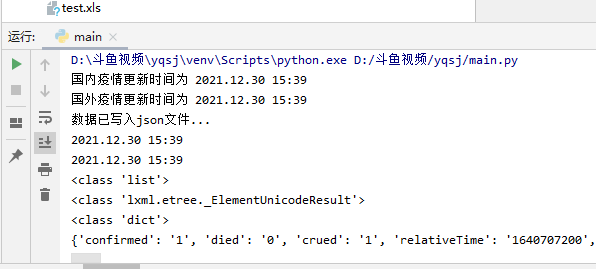 test.xls
运行:
main
D:\斗鱼视频\yqsj\venv\Scripts\python.exe D:/斗鱼视频/yqsj/main.py
国内疫情更新时间为 2021.12.30 15:39
国外疫情更新时间为 2021.12.30 15:39
数据已写入json文件...
2021.12.30 15:39
2021.12.30 15:39
<class 'list'>
<class 'lxml.etree._ElementUnicodeResult'>
<class 'dict'>
{'confirmed': '1', 'died': '0', 'crued': '1', 'relativeTime': '1640707200',